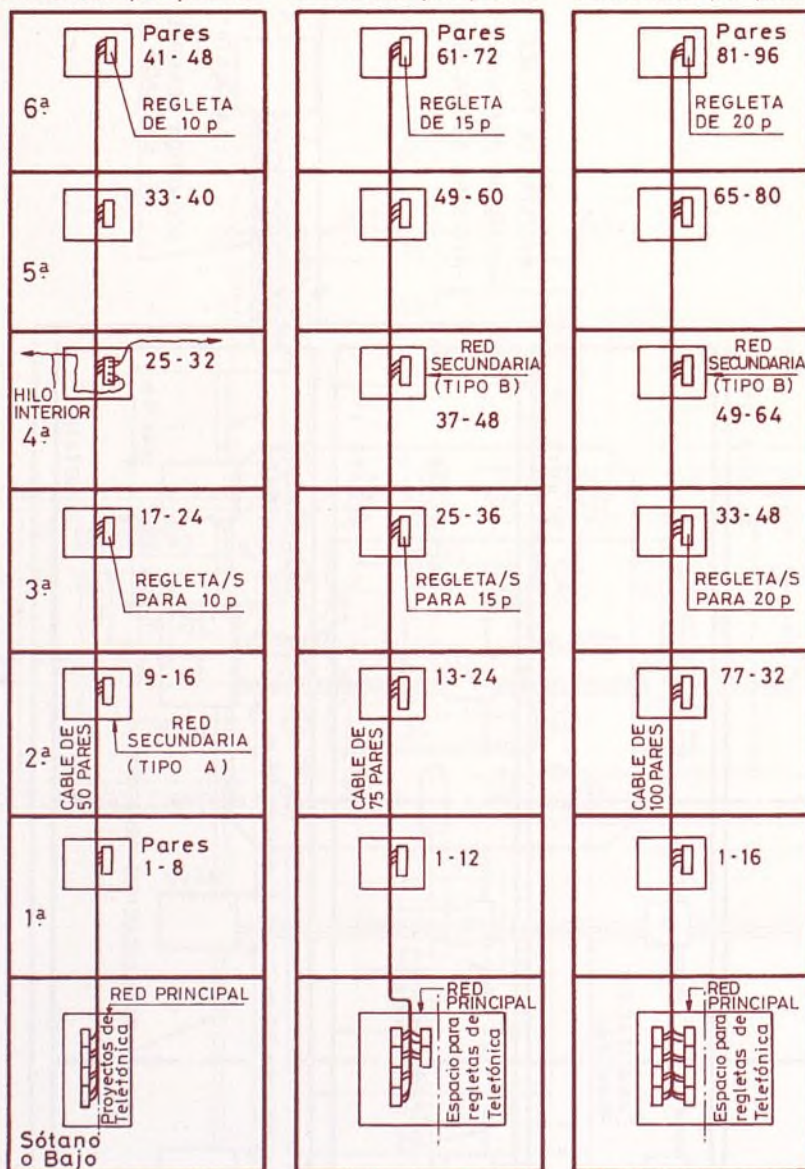 Pares
41-48
REGLETA
DE 10 p
6ª
33-40
5ª
25-32
HILO
INTERIOR
4ª
17-24
REGLETA/S
PARA 10 p
3ª
9-16
RED
SECUNDARIA
(TIPO A)
CABLE DE
50 PARES
2ª
Pares
1-8
1ª
RED PRINCIPAL
Proyectos de
Telefónica
Sótano
o Bajo
Pares
61-72
REGLETA
DE 15 p
49-60
RED
SECUNDARIA
(TIPO B)
37-48
25-36
REGLETA/S
PARA 15 p
13-24
CABLE DE
75 PARES
1-12
RED
PRINCIPAL
Espacio para
regletas de
Telefónica
Pares
81-96
REGLETA
DE 20 p
65-80
RED
SECUNDARIA
(TIPO B)
49-64
33-48
REGLETA/S
PARA 20 p
77-32
CABLE DE
100 PARES
1-16
RED
PRINCIPAL
Espacio para
regletas de
Telefónica